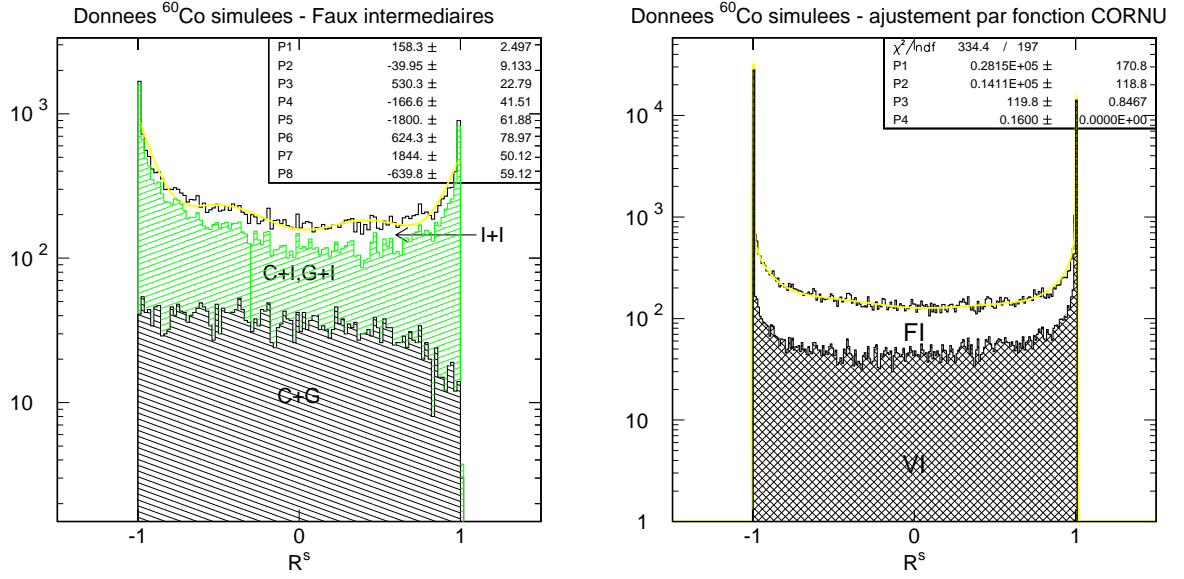 Donnees ⁶⁰Co simulees - Faux intermediaires
P1 158.3 ± 2.497
P2 -39.95 ± 9.133
P3 530.3 ± 22.79
P4 -166.6 ± 41.51
P5 -1800. ± 61.88
P6 624.3 ± 78.97
P7 1844. ± 50.12
P8 -639.8 ± 59.12
10³
10²
10
I+I
C+I,G+I
C+G
-1 0 1
Rˢ
Donnees ⁶⁰Co simulees - ajustement par fonction CORNU
χ²/ndf 334.4 / 197
P1 0.2815E+05 ± 170.8
P2 0.1411E+05 ± 118.8
P3 119.8 ± 0.8467
P4 0.1600 ± 0.0000E+00
10⁴
10³
10²
10
1
FI
VI
-1 0 1
Rˢ